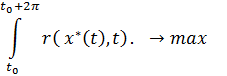 ∫_{t₀}^{t₀+2π} r(x*(t),t). → max